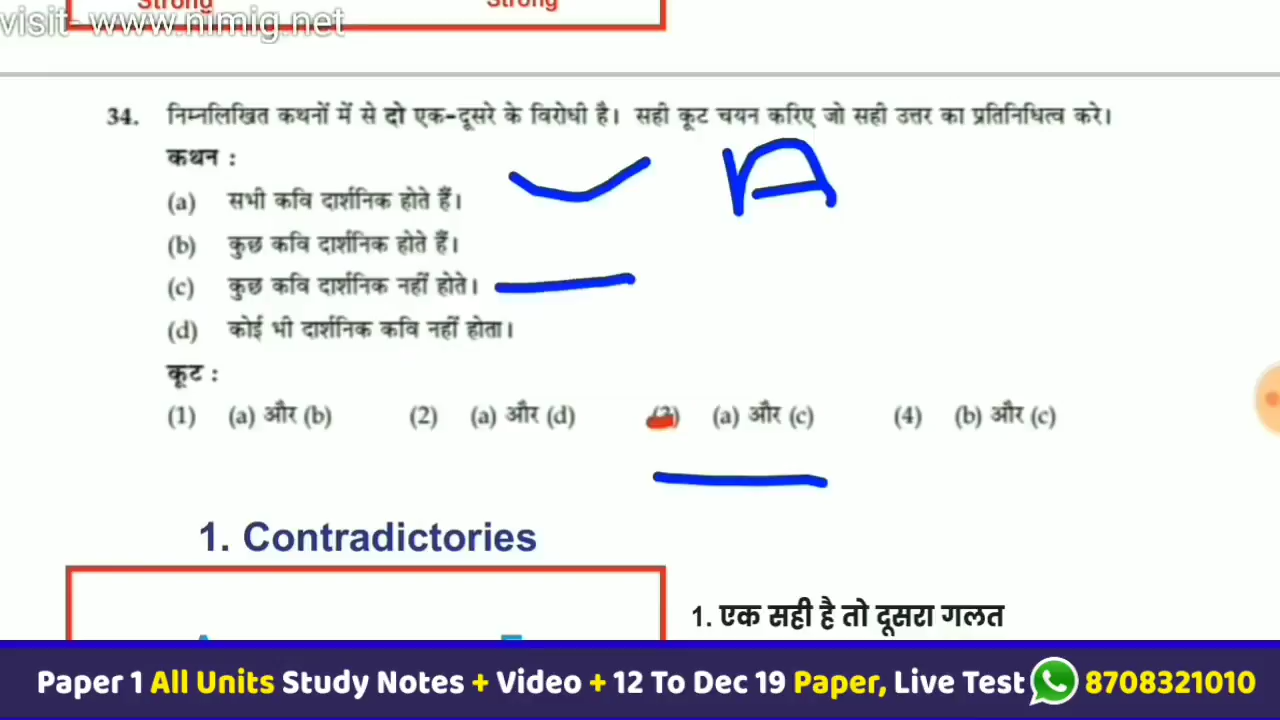 Strong Strong
visit- www.nimig.net
34. निम्नलिखित कथनों में से दो एक-दूसरे के विरोधी है। सही कूट चयन करिए जो सही उत्तर का प्रतिनिधित्व करे।
कथन :
A
(a) सभी कवि दार्शनिक होते हैं।
(b) कुछ कवि दार्शनिक होते हैं।
(c) कुछ कवि दार्शनिक नहीं होते।
(d) कोई भी दार्शनिक कवि नहीं होता।
कूट :
(1) (a) और (b) (2) (a) और (d) (3) (a) और (c) (4) (b) और (c)
1. Contradictories
1. एक सही है तो दूसरा गलत
Paper 1 All Units Study Notes + Video + 12 To Dec 19 Paper, Live Test 8708321010